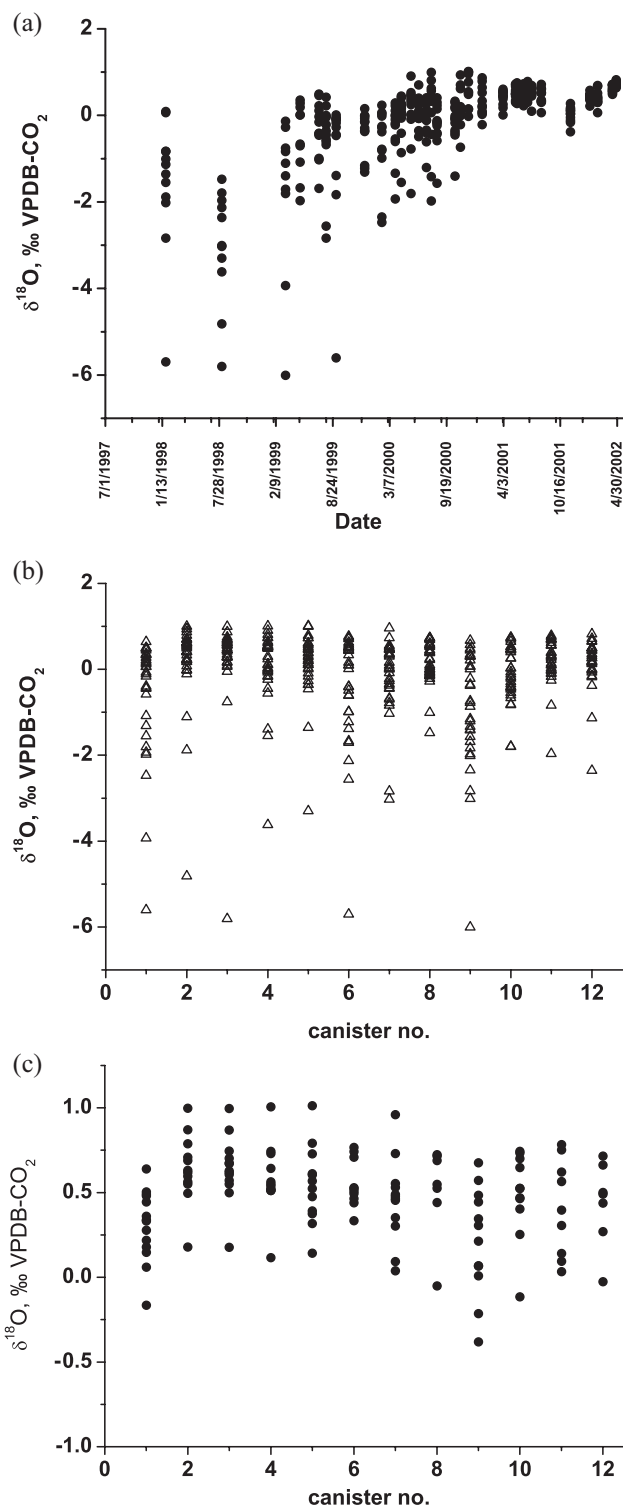 (a)
2
0
-2
-4
-6
δ18O, ‰ VPDB-CO2
7/1/1997
1/13/1998
7/28/1998
2/9/1999
8/24/1999
3/7/2000
9/19/2000
4/3/2001
10/16/2001
4/30/2002
Date
(b)
2
0
-2
-4
-6
δ18O, ‰ VPDB-CO2
0 2 4 6 8 10 12
canister no.
(c)
1.0
0.5
0.0
-0.5
-1.0
δ18O, ‰ VPDB-CO2
0 2 4 6 8 10 12
canister no.